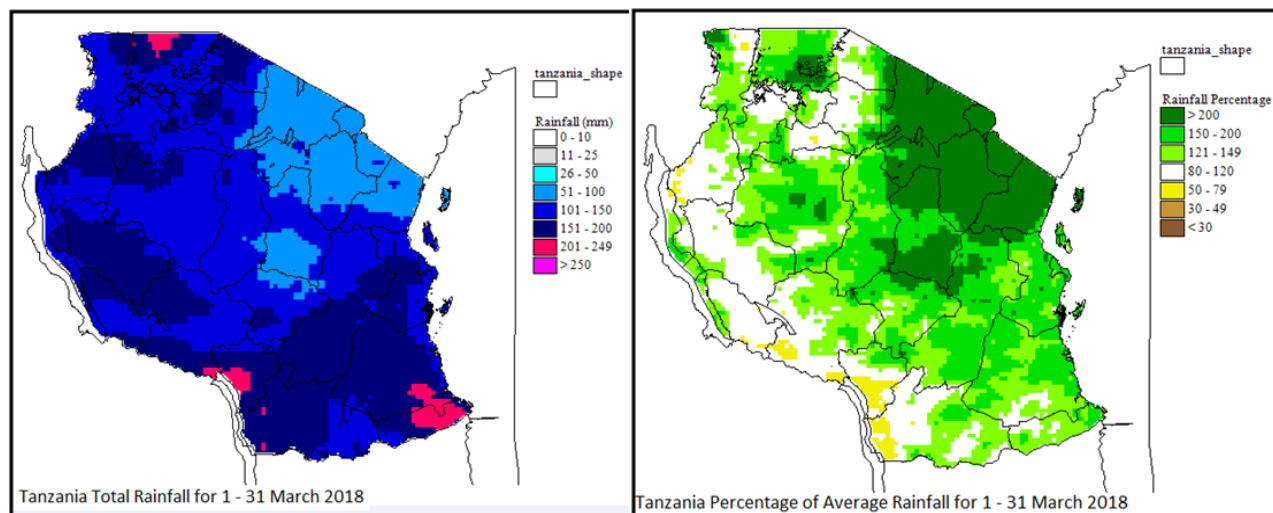 tanzania_shape
Rainfall (mm)
0 - 10
11 - 25
26 - 50
51 - 100
101 - 150
151 - 200
201 - 249
> 250
Tanzania Total Rainfall for 1 - 31 March 2018
tanzania_shape
Rainfall Percentage
> 200
150 - 200
121 - 149
80 - 120
50 - 79
30 - 49
< 30
Tanzania Percentage of Average Rainfall for 1 - 31 March 2018